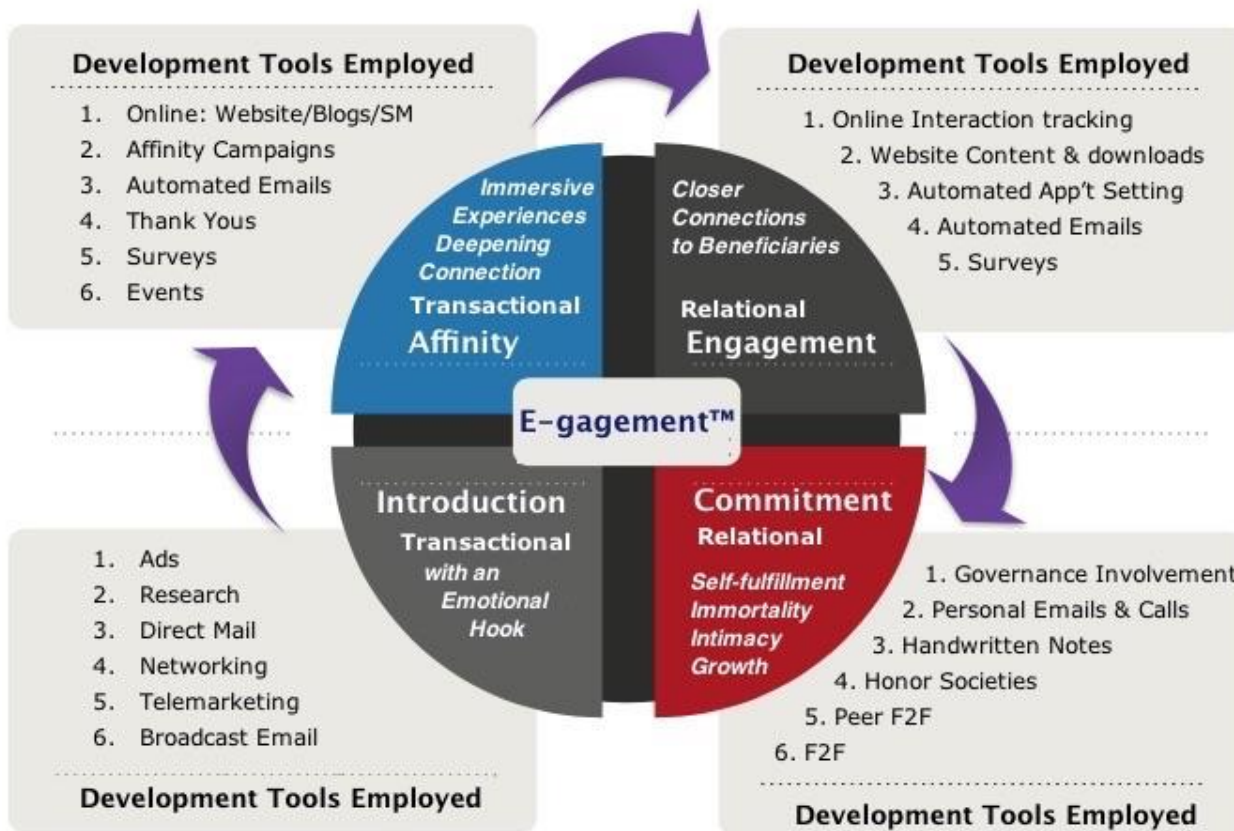 Development Tools Employed
1. Online: Website/Blogs/SM
2. Affinity Campaigns
3. Automated Emails
4. Thank Yous
5. Surveys
6. Events
Development Tools Employed
1. Online Interaction tracking
2. Website Content & downloads
3. Automated App't Setting
4. Automated Emails
5. Surveys
Immersive
Experiences
Deepening
Connection
Transactional
Affinity
Closer
Connections
to Beneficiaries
Relational
Engagement
E-gagement™
Introduction
Transactional
with an
Emotional
Hook
Commitment
Relational
Self-fulfillment
Immortality
Intimacy
Growth
1. Ads
2. Research
3. Direct Mail
4. Networking
5. Telemarketing
6. Broadcast Email
Development Tools Employed
1. Governance Involvement
2. Personal Emails & Calls
3. Handwritten Notes
4. Honor Societies
5. Peer F2F
6. F2F
Development Tools Employed